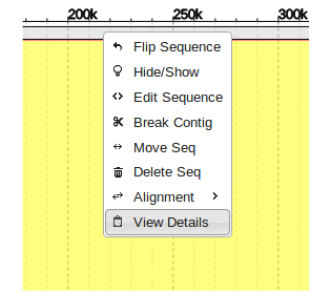 200k 250k 300k
Flip Sequence
Hide/Show
Edit Sequence
Break Contig
Move Seq
Delete Seq
Alignment
View Details